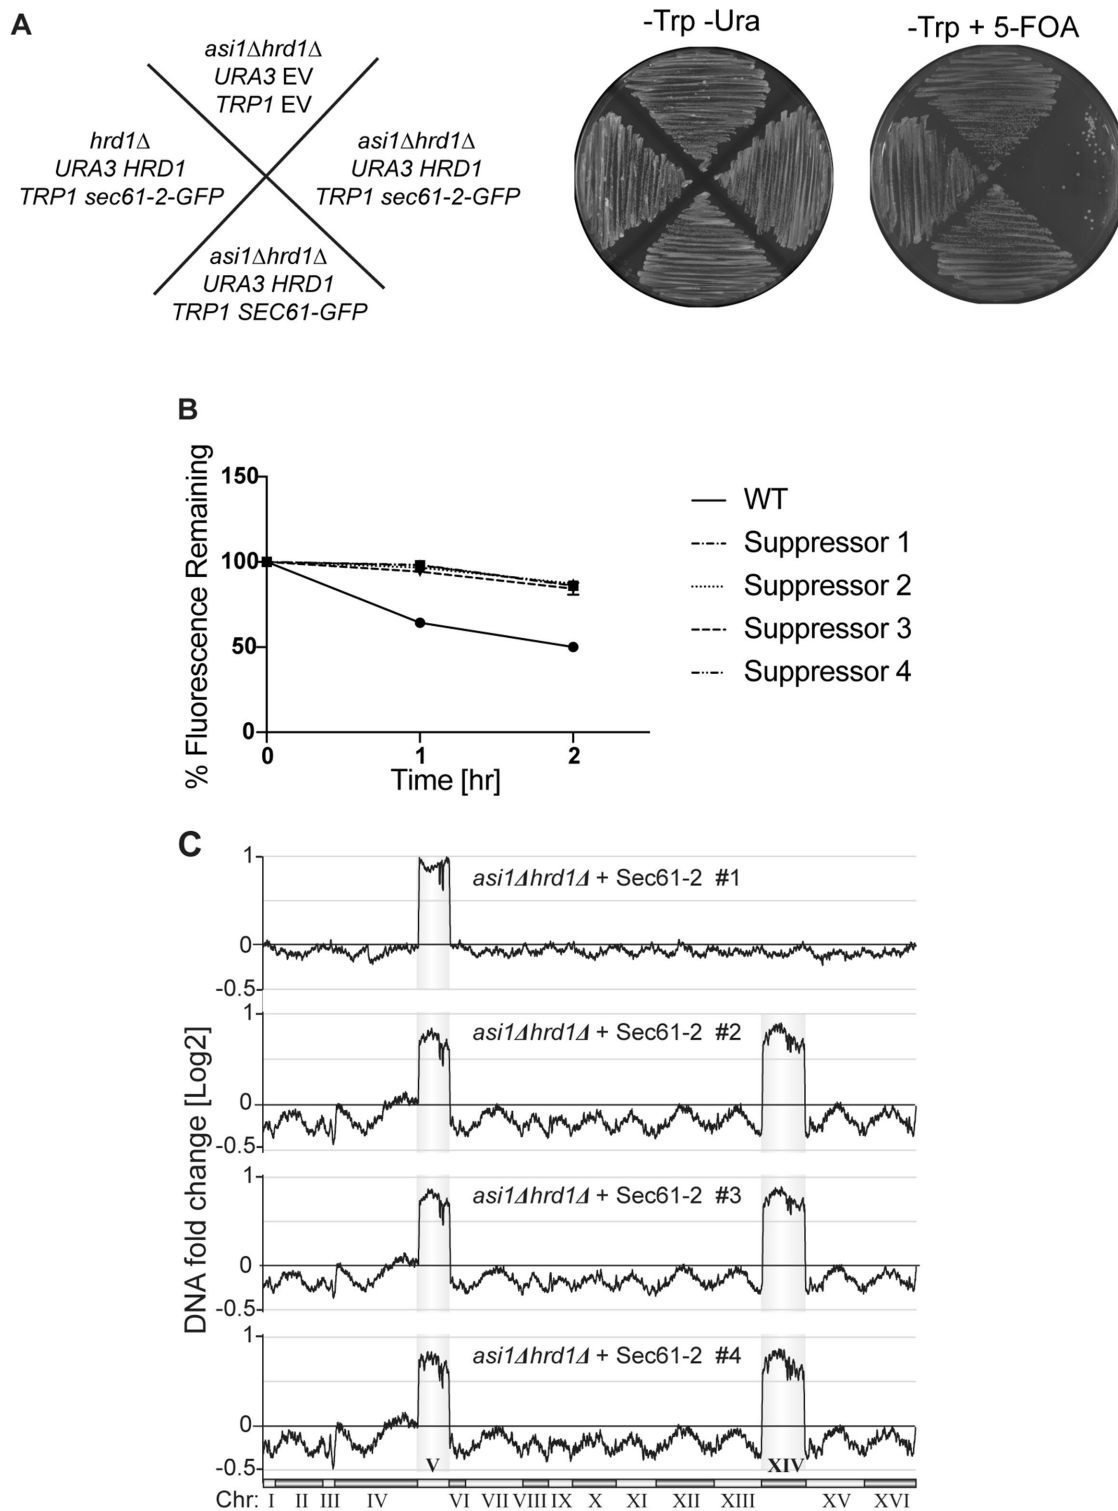 A
asi1Δhrd1Δ
URA3 EV
TRP1 EV
hrd1Δ
URA3 HRD1
TRP1 sec61-2-GFP
asi1Δhrd1Δ
URA3 HRD1
TRP1 sec61-2-GFP
asi1Δhrd1Δ
URA3 HRD1
TRP1 SEC61-GFP
-Trp -Ura
-Trp + 5-FOA
B
% Fluorescence Remaining
150
100
50
0
0
1
2
Time [hr]
WT
Suppressor 1
Suppressor 2
Suppressor 3
Suppressor 4
C
DNA fold change [Log2]
1
0
-0.5
asi1Δhrd1Δ + Sec61-2 #1
1
0
-0.5
asi1Δhrd1Δ + Sec61-2 #2
1
0
-0.5
asi1Δhrd1Δ + Sec61-2 #3
1
0
-0.5
asi1Δhrd1Δ + Sec61-2 #4
V
XIV
Chr: I II III IV VI VII VIII IX X XI XII XIII XV XVI